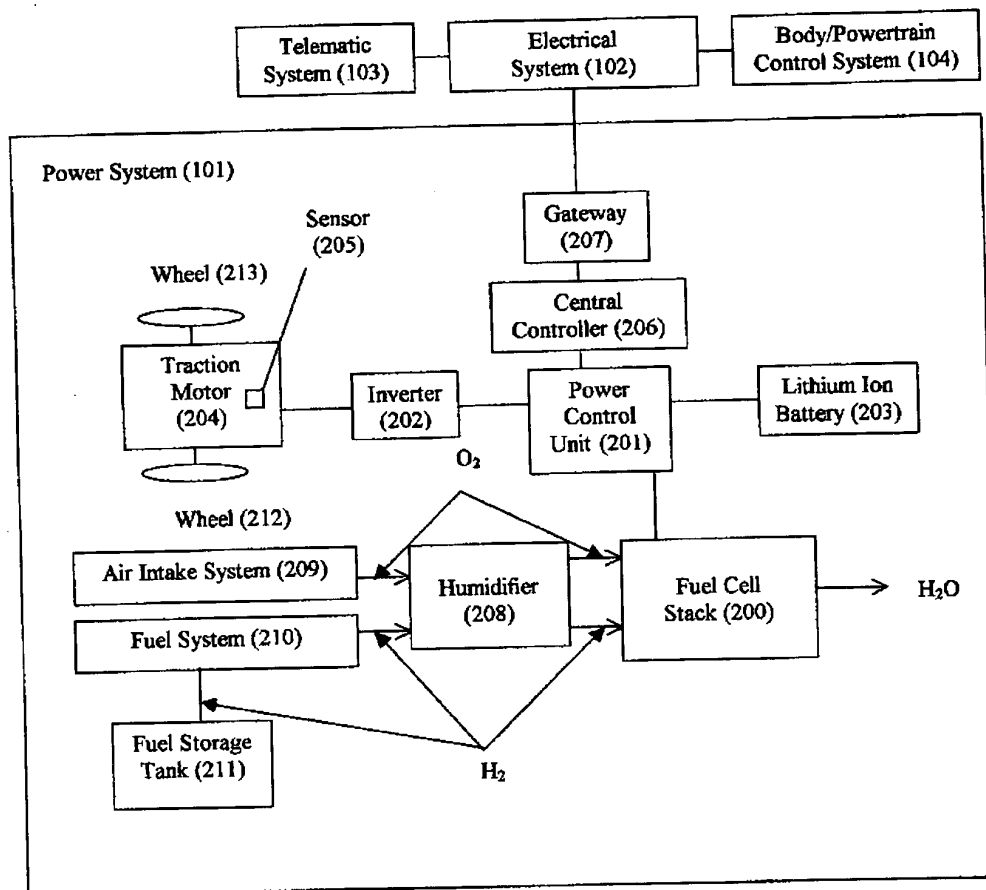 Telematic
System (103)
Electrical
System (102)
Body/Powertrain
Control System (104)
Power System (101)
Sensor
(205)
Gateway
(207)
Wheel (213)
Central
Controller (206)
Traction
Motor
(204)
Inverter
(202)
Power
Control
Unit (201)
Lithium Ion
Battery (203)
O₂
Wheel (212)
Air Intake System (209)
Humidifier
(208)
Fuel Cell
Stack (200)
H₂O
Fuel System (210)
Fuel Storage
Tank (211)
H₂